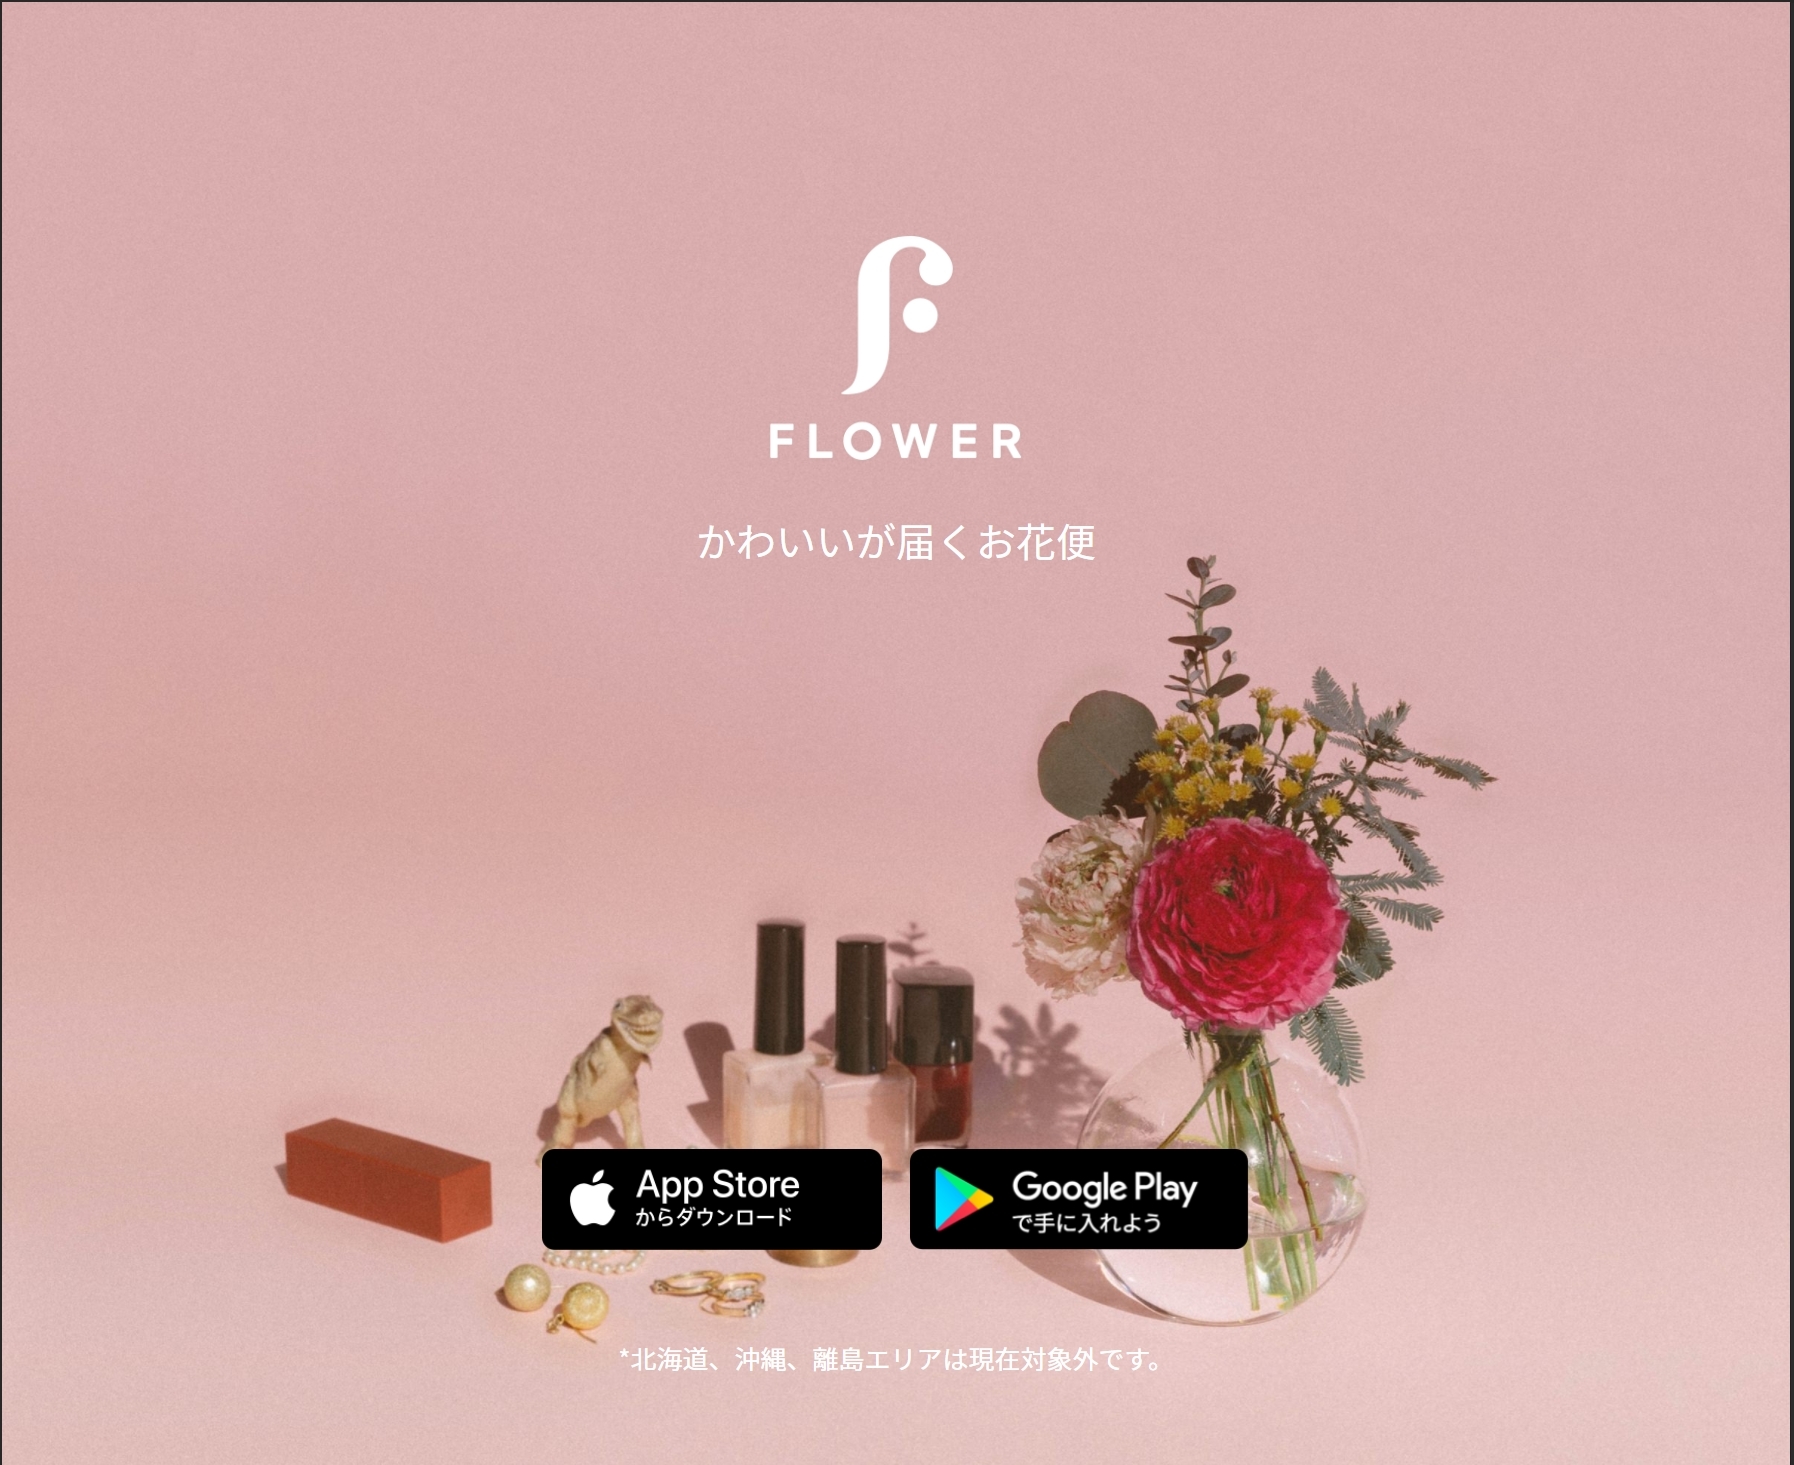 FLOWER
かわいいが届くお花便
App Store
からダウンロード
Google Play
で手に入れよう
*北海道、沖縄、離島エリアは現在対象外です。